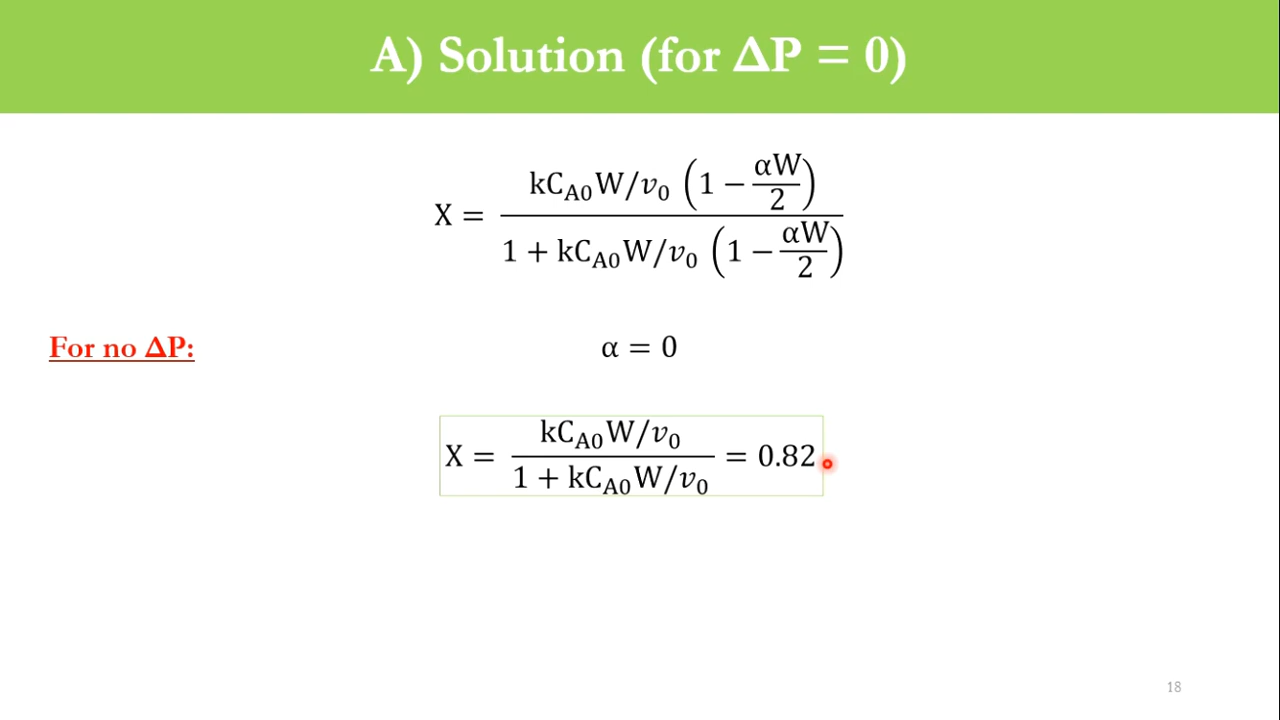 A) Solution (for ΔP = 0)
X = kC_A0W/v_0 (1 − αW/2) / 1 + kC_A0W/v_0 (1 − αW/2)
For no ΔP: α = 0
X = kC_A0W/v_0 / 1 + kC_A0W/v_0 = 0.82
18